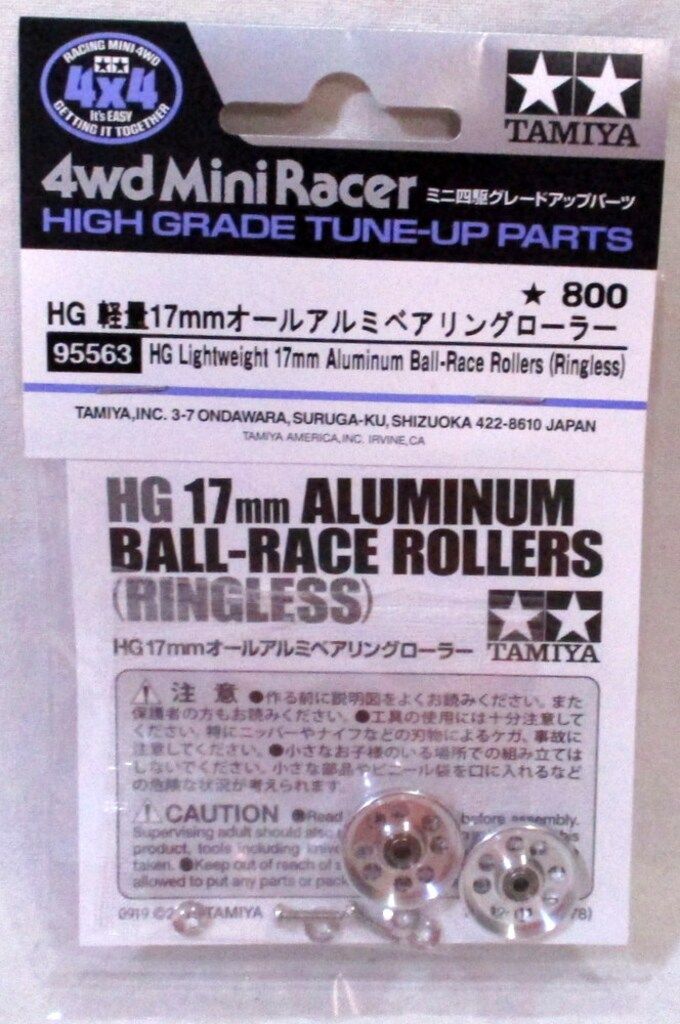 RACING MINI 4WD
4x4
It's EASY
GETTING IT TOGETHER
TAMIYA
4wd Mini Racer ミニ四駆グレードアップパーツ
HIGH GRADE TUNE-UP PARTS
★ 800
HG 軽量17mmオールアルミベアリングローラー
95563 HG Lightweight 17mm Aluminum Ball-Race Rollers (Ringless)
TAMIYA, INC. 3-7 ONDAWARA, SURUGA-KU, SHIZUOKA 422-8610 JAPAN
TAMIYA AMERICA, INC. IRVINE, CA
HG 17mm ALUMINUM
BALL-RACE ROLLERS
(RINGLESS)
HG 17mmオールアルミベアリングローラー
TAMIYA
注 意 ●作る前に説明図をよくお読みください。また
保護者の方もお読みください。●工具の使用には十分注意して
ください。特にニッパーやナイフなどの刃物によるケガ、事故に
注意してください。●小さなお子様のいる場所での組み立ては
しないでください。小さな部品やビニール袋を口に入れるなど
の危険な状況が考えられます。
CAUTION ●Read before assembly.
Supervising adult should also
product, tools including
taken. ●Keep out of reach of
allowed to put any parts or
0919 TAMIYA